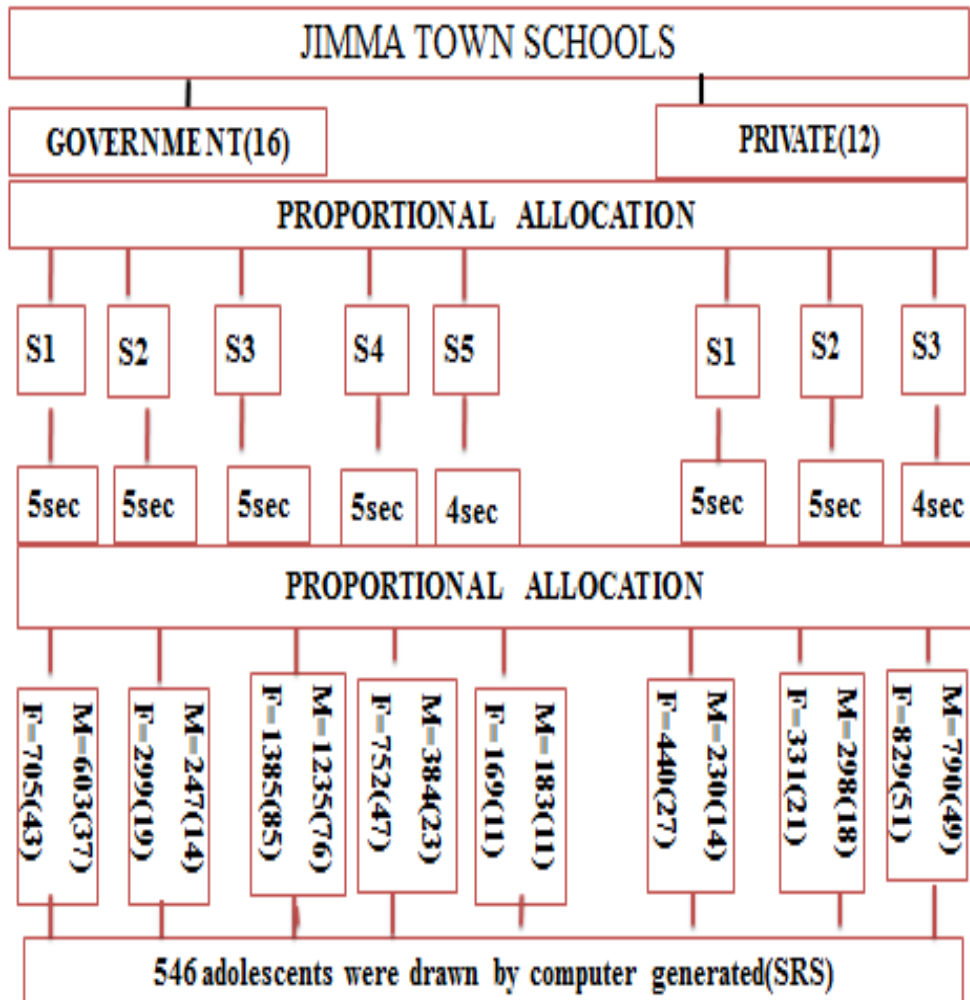 JIMMA TOWN SCHOOLS
GOVERNMENT(16)
PRIVATE(12)
PROPORTIONAL ALLOCATION
S1
S2
S3
S4
S5
S1
S2
S3
5sec
5sec
5sec
5sec
4sec
5sec
5sec
4sec
PROPORTIONAL ALLOCATION
M=603(37)
F=705(43)
M=247(14)
F=299(19)
M=1235(76)
F=1385(85)
M=384(23)
F=752(47)
M=183(11)
F=169(11)
M=230(14)
F=440(27)
M=298(18)
F=331(21)
M=790(49)
F=829(51)
546 adolescents were drawn by computer generated(SRS)